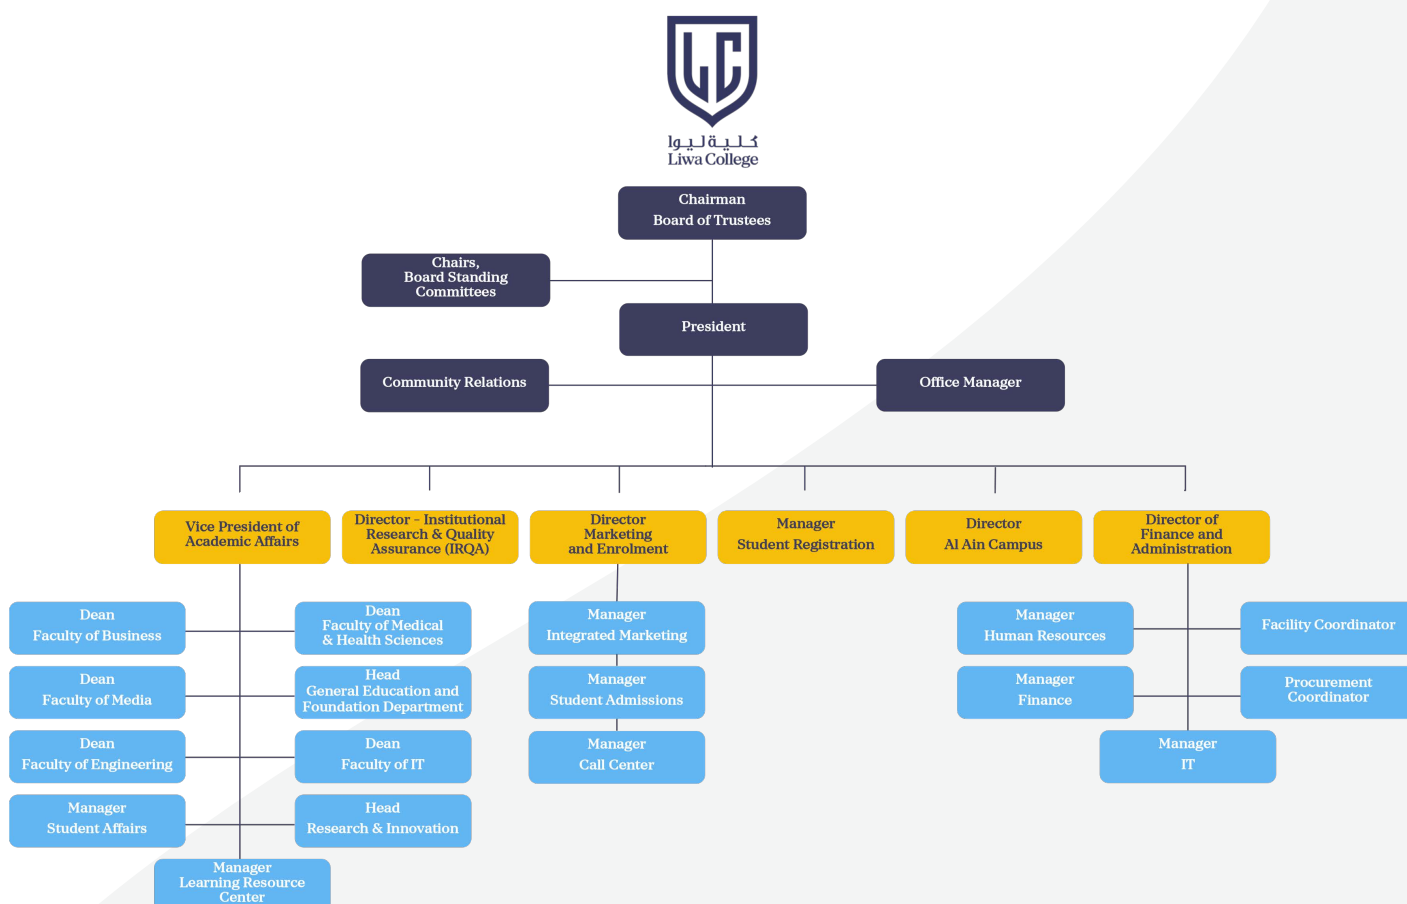 LC
كلية ليوا
Liwa College
Chairman
Board of Trustees
Chairs,
Board Standing
Committees
President
Community Relations
Office Manager
Vice President of
Academic Affairs
Director - Institutional
Research & Quality
Assurance (IRQA)
Director
Marketing
and Enrolment
Manager
Student Registration
Director
Al Ain Campus
Director of
Finance and
Administration
Dean
Faculty of Business
Dean
Faculty of Medical
& Health Sciences
Manager
Integrated Marketing
Manager
Human Resources
Facility Coordinator
Dean
Faculty of Media
Head
General Education and
Foundation Department
Manager
Student Admissions
Manager
Finance
Procurement
Coordinator
Dean
Faculty of Engineering
Dean
Faculty of IT
Manager
Call Center
Manager
IT
Manager
Student Affairs
Head
Research & Innovation
Manager
Learning Resource
Center